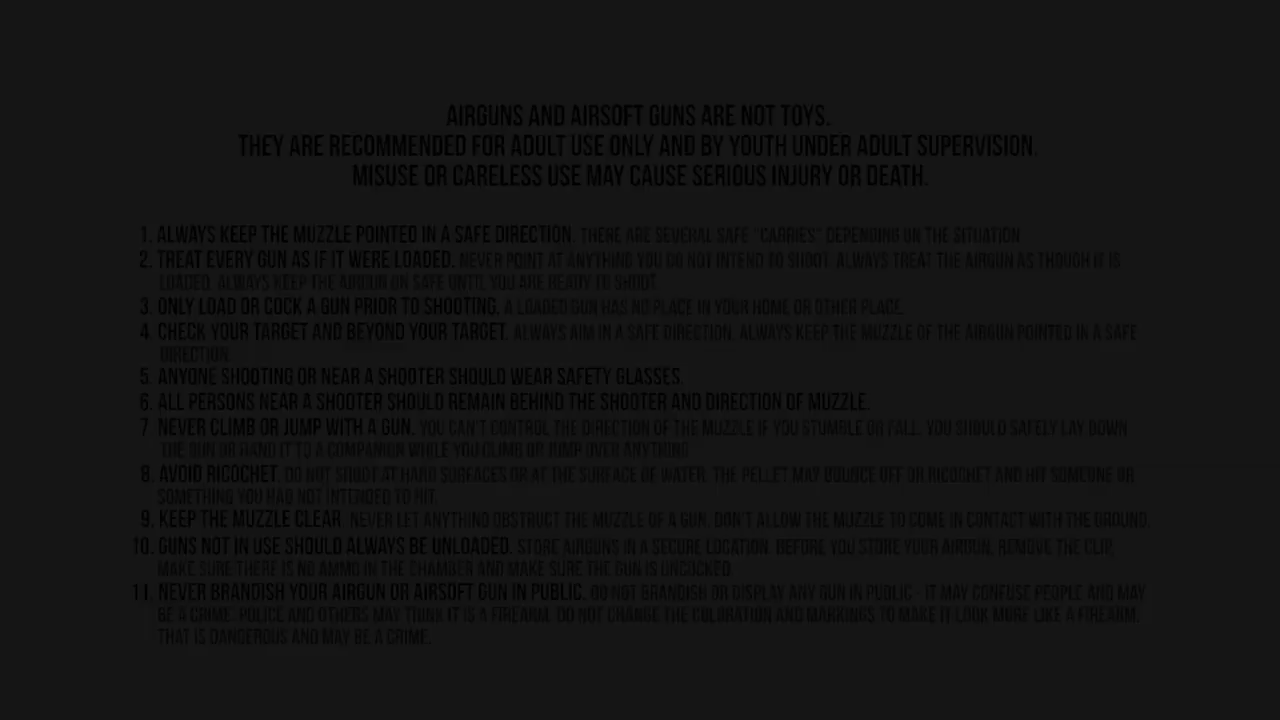 AIRGUNS AND AIRSOFT GUNS ARE NOT TOYS.
THEY ARE RECOMMENDED FOR ADULT USE ONLY AND BY YOUTH UNDER ADULT SUPERVISION.
MISUSE OR CARELESS USE MAY CAUSE SERIOUS INJURY OR DEATH.
1. ALWAYS KEEP THE MUZZLE POINTED IN A SAFE DIRECTION. THERE ARE SEVERAL SAFE "CARRIES" DEPENDING ON THE SITUATION
2. TREAT EVERY GUN AS IF IT WERE LOADED. NEVER POINT AT ANYTHING YOU DO NOT INTEND TO SHOOT. ALWAYS TREAT THE AIRGUN AS THOUGH IT IS
LOADED. ALWAYS KEEP THE AIRGUN ON SAFE UNTIL YOU ARE READY TO SHOOT.
3. ONLY LOAD OR COCK A GUN PRIOR TO SHOOTING. A LOADED GUN HAS NO PLACE IN YOUR HOME OR OTHER PLACE.
4. CHECK YOUR TARGET AND BEYOND YOUR TARGET. ALWAYS AIM IN A SAFE DIRECTION. ALWAYS KEEP THE MUZZLE OF THE AIRGUN POINTED IN A SAFE
DIRECTION.
5. ANYONE SHOOTING OR NEAR A SHOOTER SHOULD WEAR SAFETY GLASSES.
6. ALL PERSONS NEAR A SHOOTER SHOULD REMAIN BEHIND THE SHOOTER AND DIRECTION OF MUZZLE.
7. NEVER CLIMB OR JUMP WITH A GUN. YOU CAN'T CONTROL THE DIRECTION OF THE MUZZLE IF YOU STUMBLE OR FALL. YOU SHOULD SAFELY LAY DOWN
THE GUN OR HAND IT TO A COMPANION WHILE YOU CLIMB OR JUMP OVER ANYTHING.
8. AVOID RICOCHET. DO NOT SHOOT AT HARD SURFACES OR AT THE SURFACE OF WATER. THE PELLET MAY BOUNCE OFF OR RICOCHET AND HIT SOMEONE OR
SOMETHING YOU HAD NOT INTENDED TO HIT.
9. KEEP THE MUZZLE CLEAR. NEVER LET ANYTHING OBSTRUCT THE MUZZLE OF A GUN. DON'T ALLOW THE MUZZLE TO COME IN CONTACT WITH THE GROUND.
10. GUNS NOT IN USE SHOULD ALWAYS BE UNLOADED. STORE AIRGUNS IN A SECURE LOCATION. BEFORE YOU STORE YOUR AIRGUN, REMOVE THE CLIP,
MAKE SURE THERE IS NO AMMO IN THE CHAMBER AND MAKE SURE THE GUN IS UNCOCKED.
11. NEVER BRANDISH YOUR AIRGUN OR AIRSOFT GUN IN PUBLIC. DO NOT BRANDISH OR DISPLAY ANY GUN IN PUBLIC - IT MAY CONFUSE PEOPLE AND MAY
BE A CRIME. POLICE AND OTHERS MAY THINK IT IS A FIREARM. DO NOT CHANGE THE COLORATION AND MARKINGS TO MAKE IT LOOK MORE LIKE A FIREARM.
THAT IS DANGEROUS AND MAY BE A CRIME.